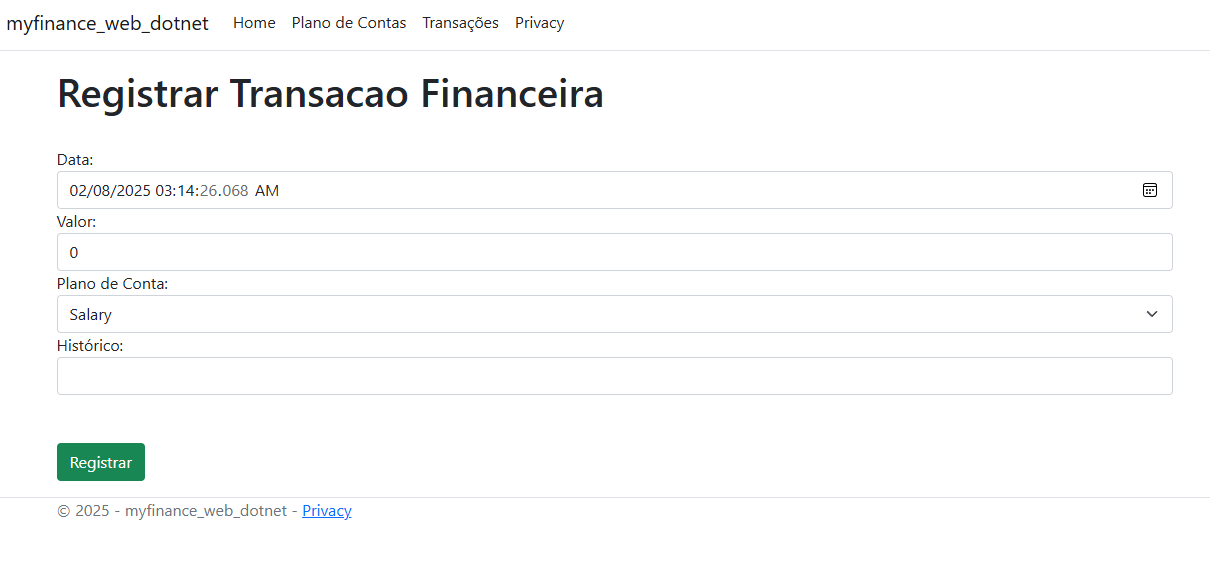 myfinance_web_dotnet Home Plano de Contas Transações Privacy
Registrar Transacao Financeira
Data:
02/08/2025 03:14:26.068 AM
Valor:
0
Plano de Conta:
Salary
Histórico:
Registrar
© 2025 - myfinance_web_dotnet - Privacy